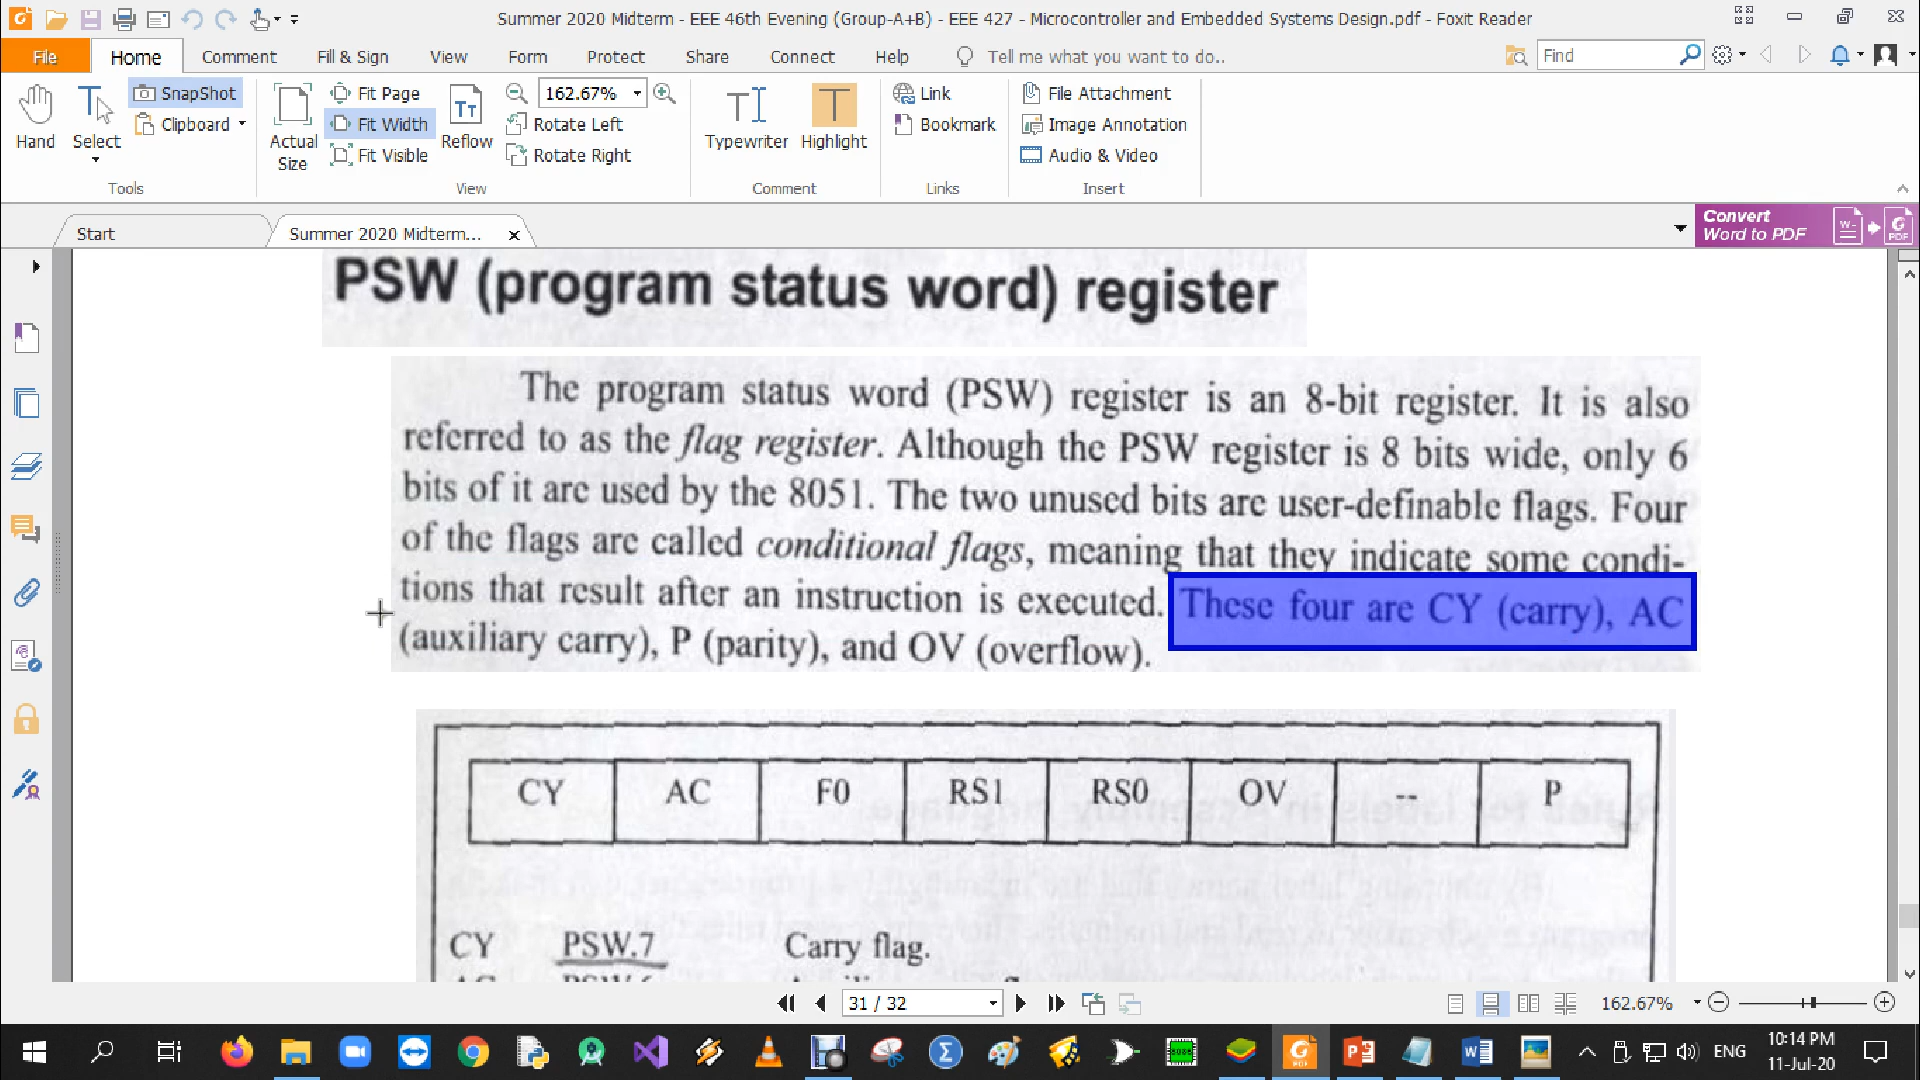 Summer 2020 Midterm - EEE 46th Evening (Group-A+B) - EEE 427 - Microcontroller and Embedded Systems Design.pdf - Foxit Reader
File Home Comment Fill & Sign View Form Protect Share Connect Help Tell me what you want to do.. Find
SnapShot Fit Page 162.67% Link File Attachment
Clipboard Fit Width Rotate Left Bookmark Image Annotation
Hand Select Actual Size Fit Visible Reflow Rotate Right Typewriter Highlight Audio & Video
Tools View Comment Links Insert
Start Summer 2020 Midterm...
Convert
Word to PDF
PSW (program status word) register
The program status word (PSW) register is an 8-bit register. It is also
referred to as the flag register. Although the PSW register is 8 bits wide, only 6
bits of it are used by the 8051. The two unused bits are user-definable flags. Four
of the flags are called conditional flags, meaning that they indicate some condi-
tions that result after an instruction is executed. These four are CY (carry), AC
(auxiliary carry), P (parity), and OV (overflow).
CY AC F0 RS1 RS0 OV -- P
CY PSW.7 Carry flag.
31 / 32 162.67%
ENG 10:14 PM
11-Jul-20